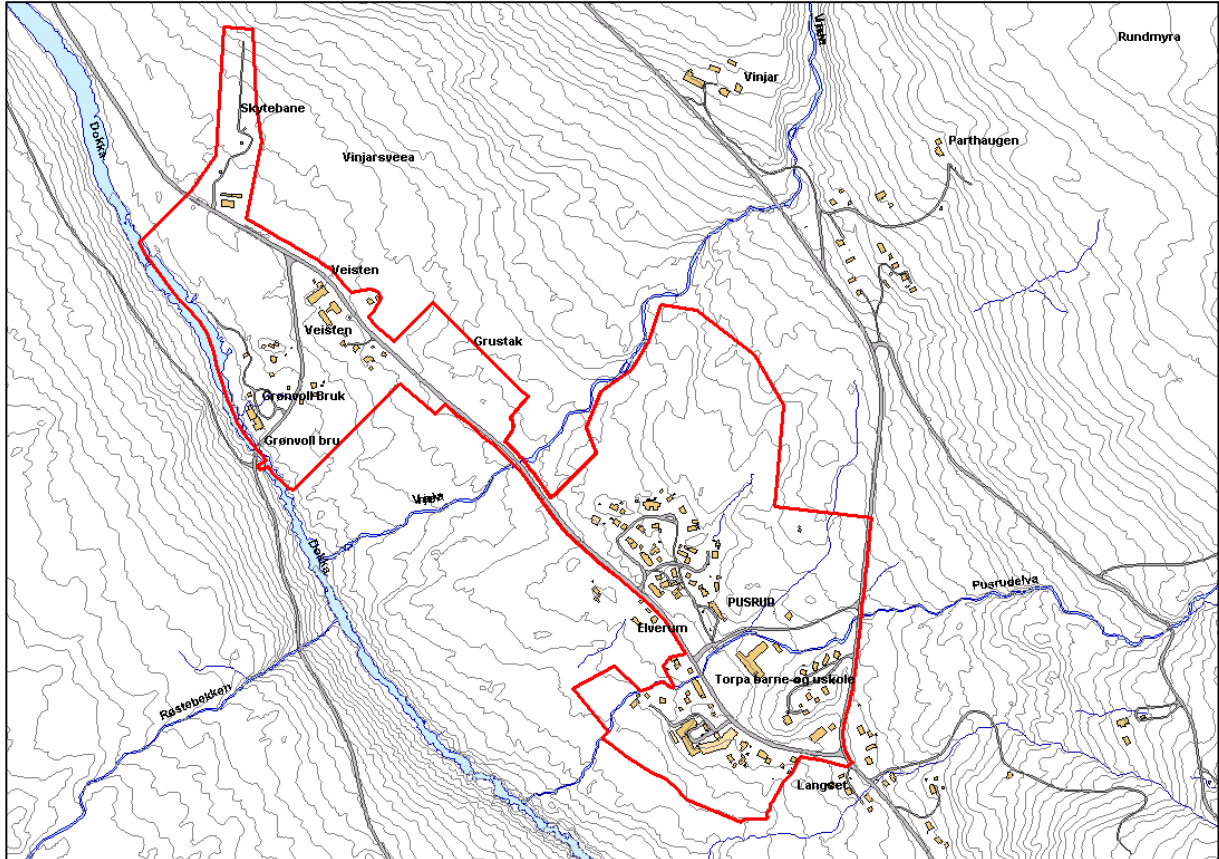 Rundmyra
Vinjar
Skytebane
Dokka
Parthaugen
Vinjarsveea
Veisten
Veisten
Grustak
Grønvoll Bruk
Grønvoll bru
Dokka
Pusrudelva
PUSRUD
Elverum
Torpa barne-og uskole
Røstebekken
Langset